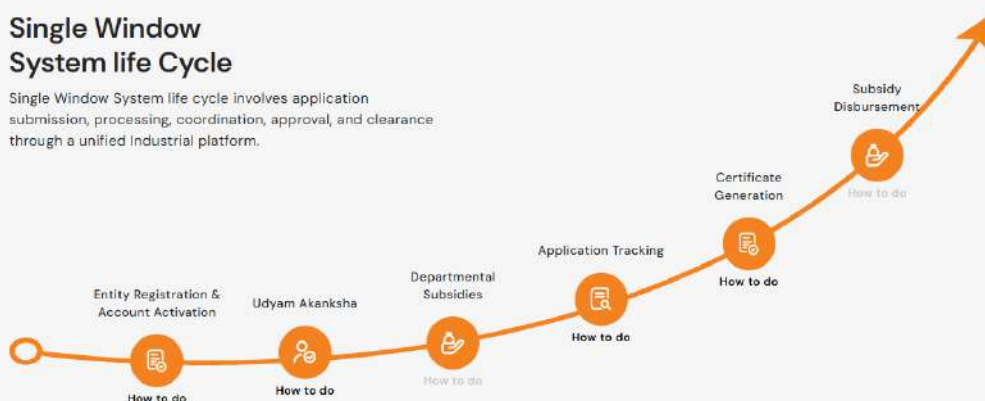 Single Window
System life Cycle
Single Window System life cycle involves application
submission, processing, coordination, approval, and clearance
through a unified Industrial platform.
Entity Registration &
Account Activation
How to do
Udyam Akanksha
How to do
Departmental
Subsidies
How to do
Application Tracking
How to do
Certificate
Generation
How to do
Subsidy
Disbursement
How to do